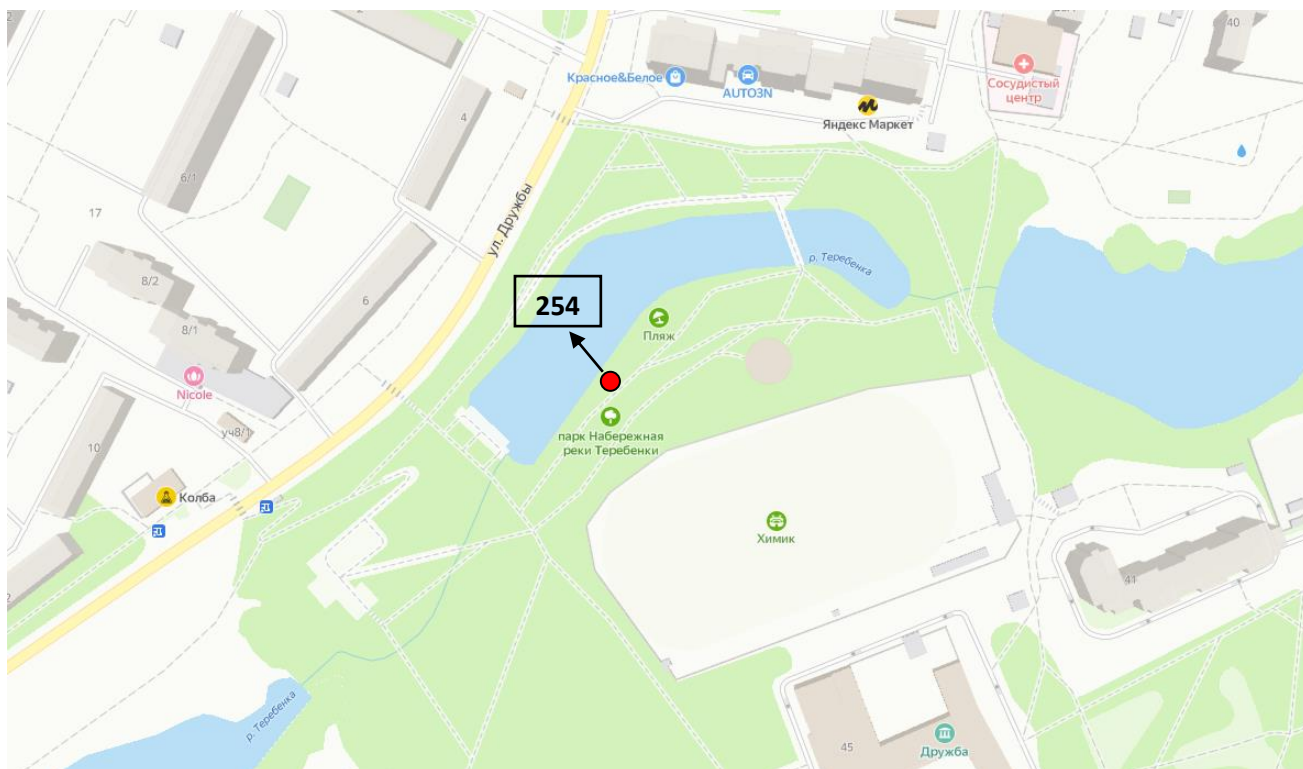 2
4
40
Красное&Белое
AUTO3N
Яндекс Маркет
Сосудистый
центр
6/1
17
ул. Дружбы
р. Теребенка
8/2
6
254
8/1
Пляж
Nicole
уч8/1
парк Набережная
реки Теребенки
10
Колба
Химик
41
р. Теребенка
45
Дружба